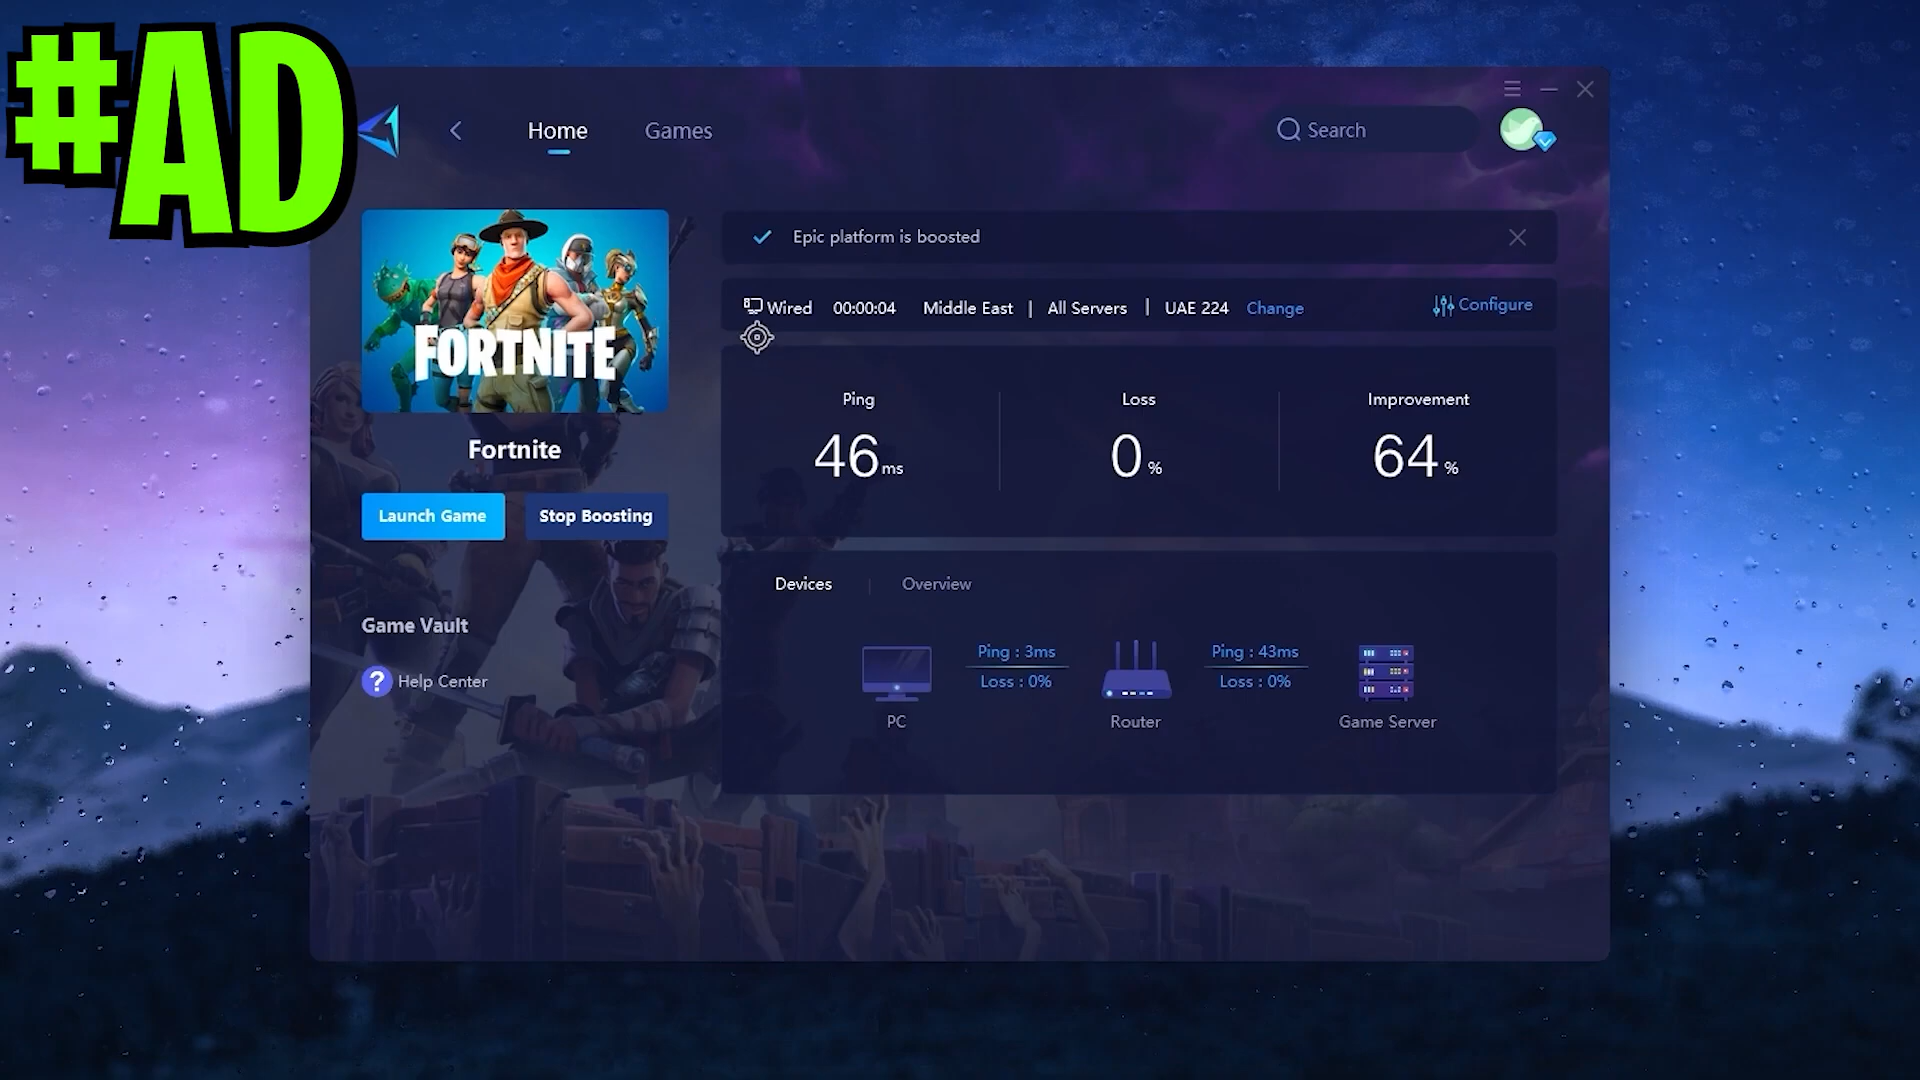 #AD
Home
Games
Search
FORTNITE
Fortnite
Launch Game
Stop Boosting
Game Vault
? Help Center
Epic platform is boosted
Wired 00:00:04 Middle East | All Servers | UAE 224 Change
Configure
Ping
46 ms
Loss
0 %
Improvement
64 %
Devices | Overview
Ping : 3ms
Loss : 0%
Ping : 43ms
Loss : 0%
PC
Router
Game Server